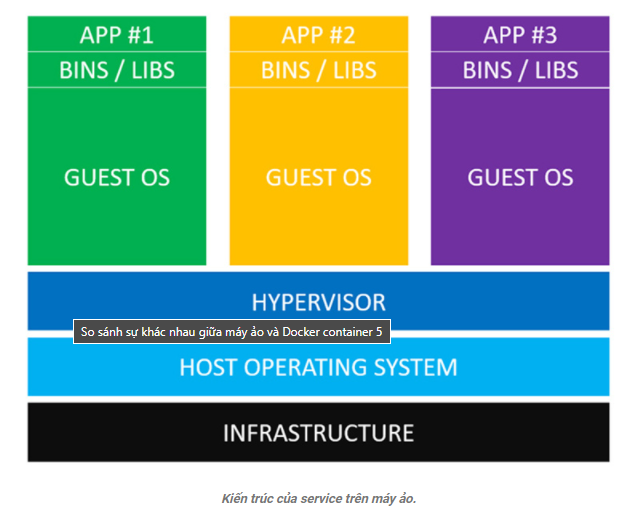 APP #1
APP #2
APP #3
BINS / LIBS
BINS / LIBS
BINS / LIBS
GUEST OS
GUEST OS
GUEST OS
HYPERVISOR
So sánh sự khác nhau giữa máy ảo và Docker container 5
HOST OPERATING SYSTEM
INFRASTRUCTURE
Kiến trúc của service trên máy ảo.